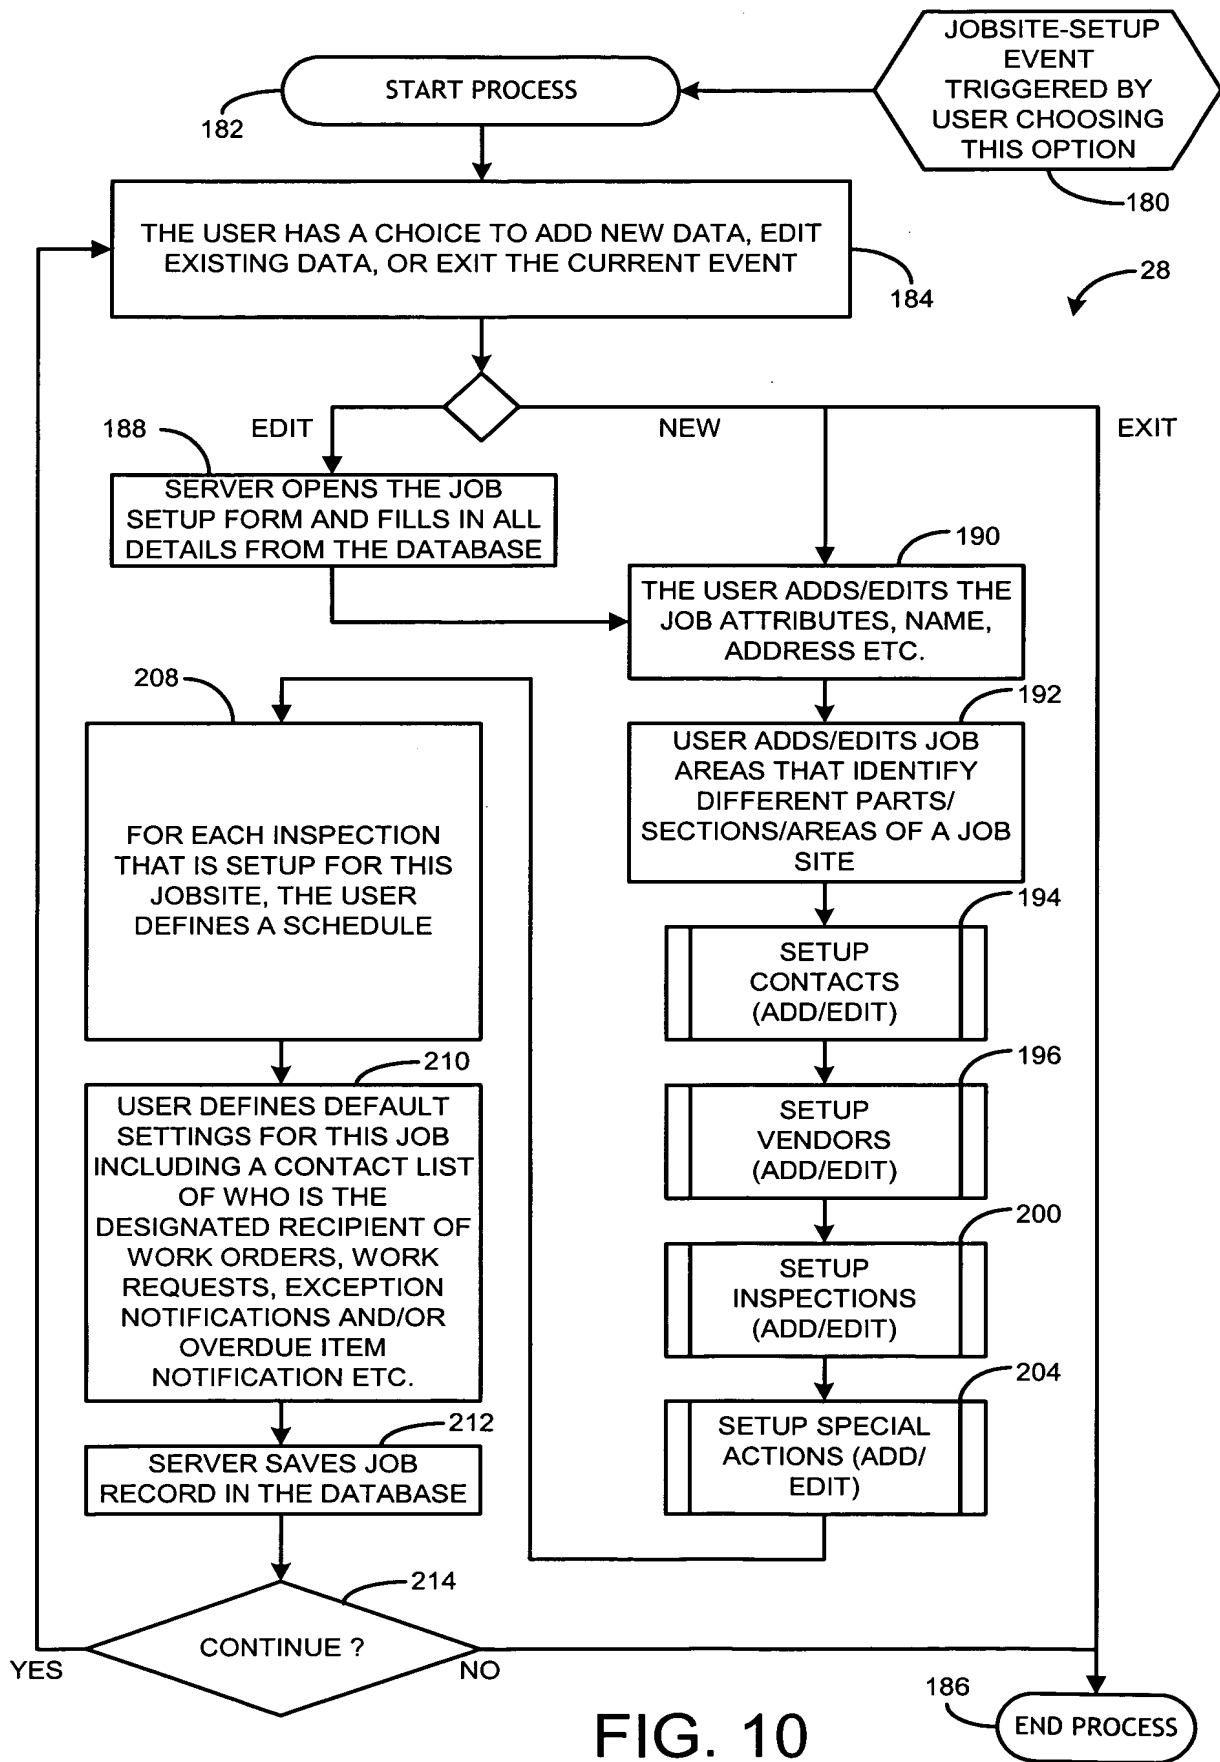 JOBSITE-SETUP
EVENT
TRIGGERED BY
USER CHOOSING
THIS OPTION
180
START PROCESS
182
THE USER HAS A CHOICE TO ADD NEW DATA, EDIT
EXISTING DATA, OR EXIT THE CURRENT EVENT
184
28
EDIT
NEW
EXIT
188
SERVER OPENS THE JOB
SETUP FORM AND FILLS IN ALL
DETAILS FROM THE DATABASE
190
THE USER ADDS/EDITS THE
JOB ATTRIBUTES, NAME,
ADDRESS ETC.
192
USER ADDS/EDITS JOB
AREAS THAT IDENTIFY
DIFFERENT PARTS/
SECTIONS/AREAS OF A JOB
SITE
194
SETUP
CONTACTS
(ADD/EDIT)
196
SETUP
VENDORS
(ADD/EDIT)
200
SETUP
INSPECTIONS
(ADD/EDIT)
204
SETUP SPECIAL
ACTIONS (ADD/
EDIT)
208
FOR EACH INSPECTION
THAT IS SETUP FOR THIS
JOBSITE, THE USER
DEFINES A SCHEDULE
210
USER DEFINES DEFAULT
SETTINGS FOR THIS JOB
INCLUDING A CONTACT LIST
OF WHO IS THE
DESIGNATED RECIPIENT OF
WORK ORDERS, WORK
REQUESTS, EXCEPTION
NOTIFICATIONS AND/OR
OVERDUE ITEM
NOTIFICATION ETC.
212
SERVER SAVES JOB
RECORD IN THE DATABASE
214
CONTINUE ?
YES
NO
186
END PROCESS
FIG. 10